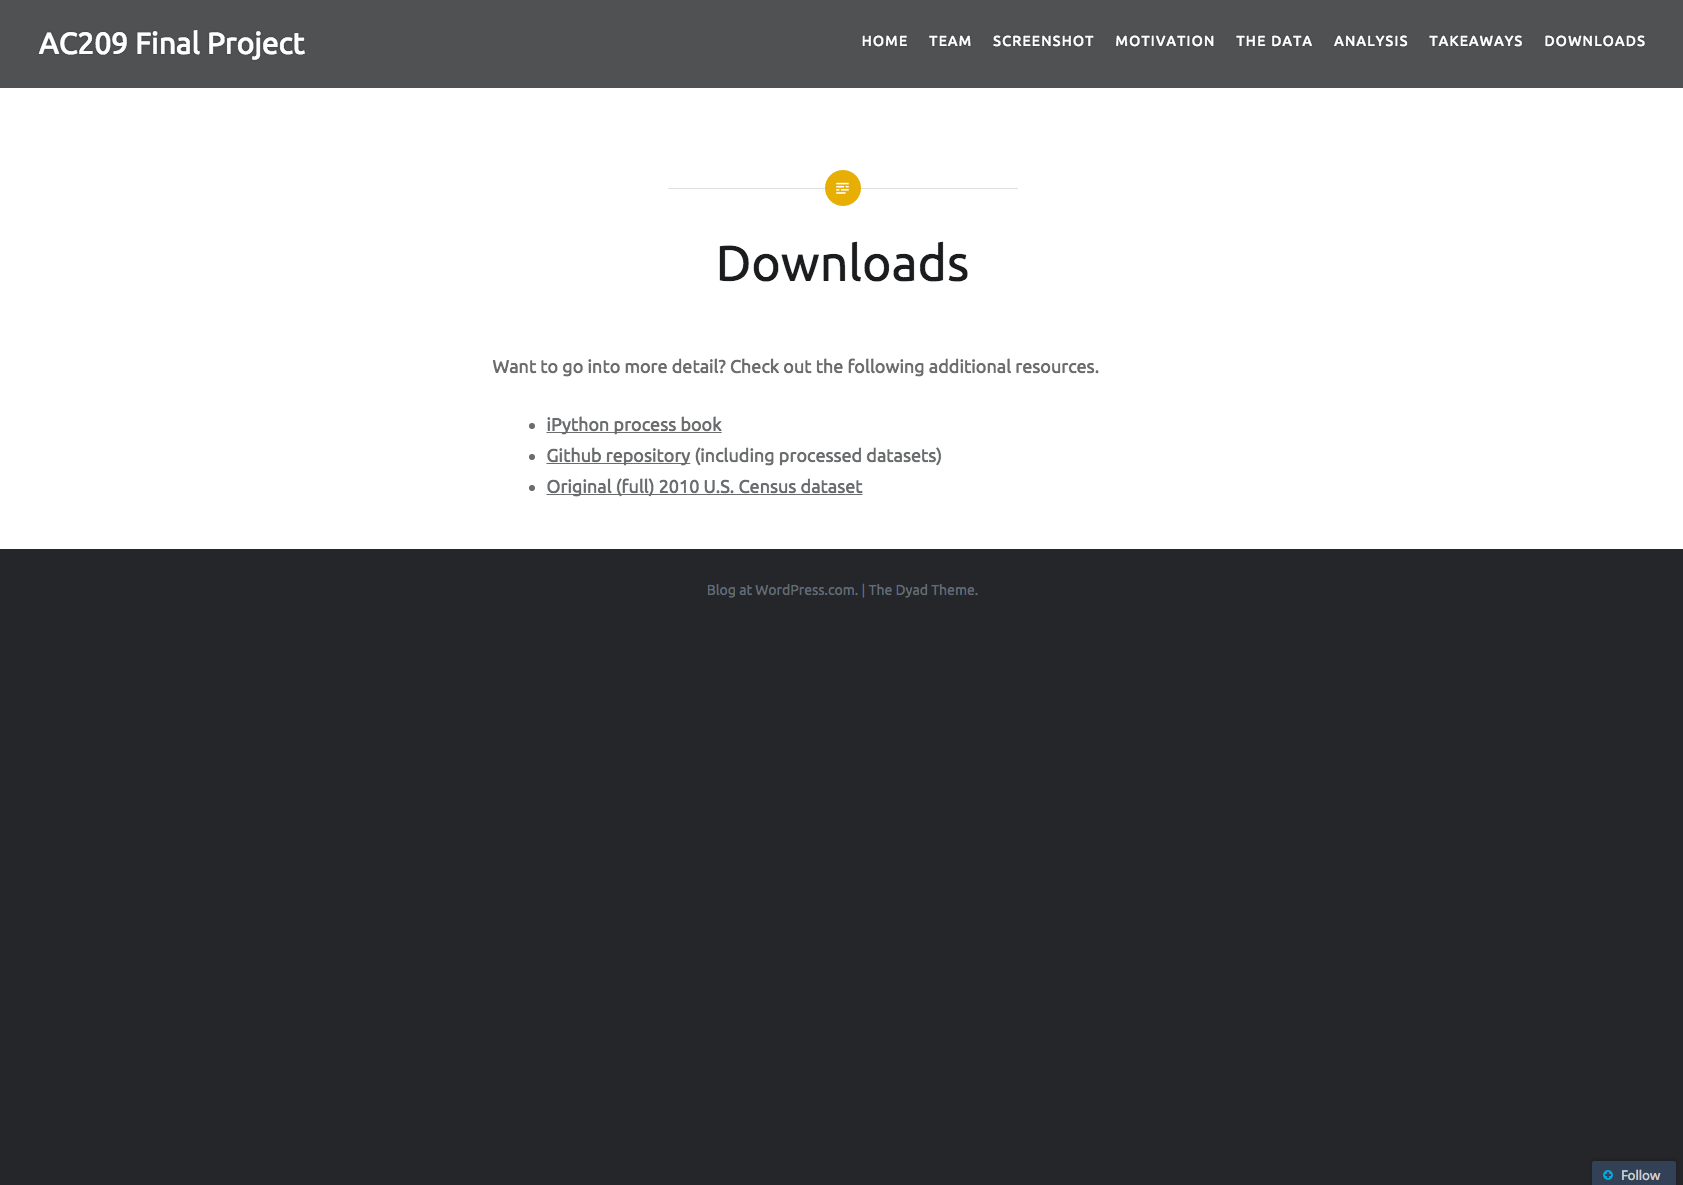 AC209 Final Project
HOME TEAM SCREENSHOT MOTIVATION THE DATA ANALYSIS TAKEAWAYS DOWNLOADS
Downloads
Want to go into more detail? Check out the following additional resources.
• iPython process book
• Github repository (including processed datasets)
• Original (full) 2010 U.S. Census dataset
Blog at WordPress.com. | The Dyad Theme.
Follow